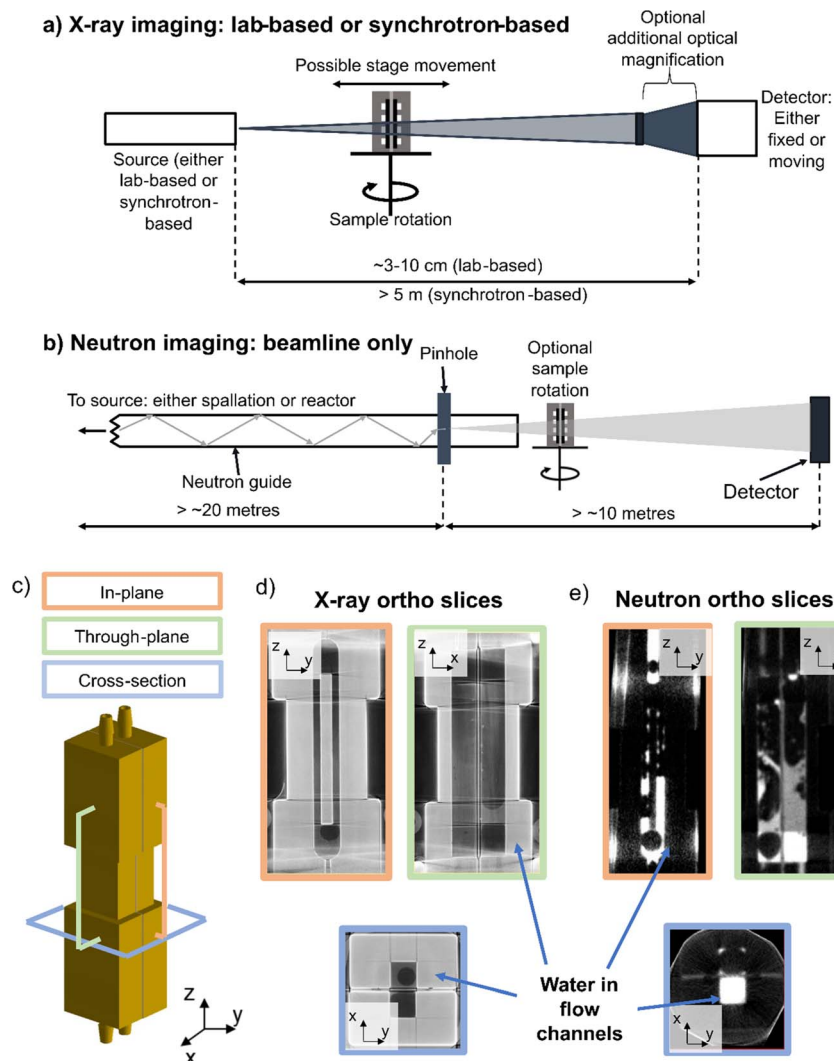 a) X-ray imaging: lab-based or synchrotron-based
Optional
additional optical
magnification
Possible stage movement
Detector:
Either
fixed or
moving
Source (either
lab-based or
synchrotron-
based
Sample rotation
~3-10 cm (lab-based)
> 5 m (synchrotron-based)
b) Neutron imaging: beamline only
Pinhole
Optional
sample
rotation
To source: either spallation or reactor
Neutron guide
Detector
> ~20 metres
> ~10 metres
c)
In-plane
Through-plane
Cross-section
z
y
x
d)
X-ray ortho slices
z
y
z
x
x
y
e)
Neutron ortho slices
z
y
z
x
y
Water in
flow
channels